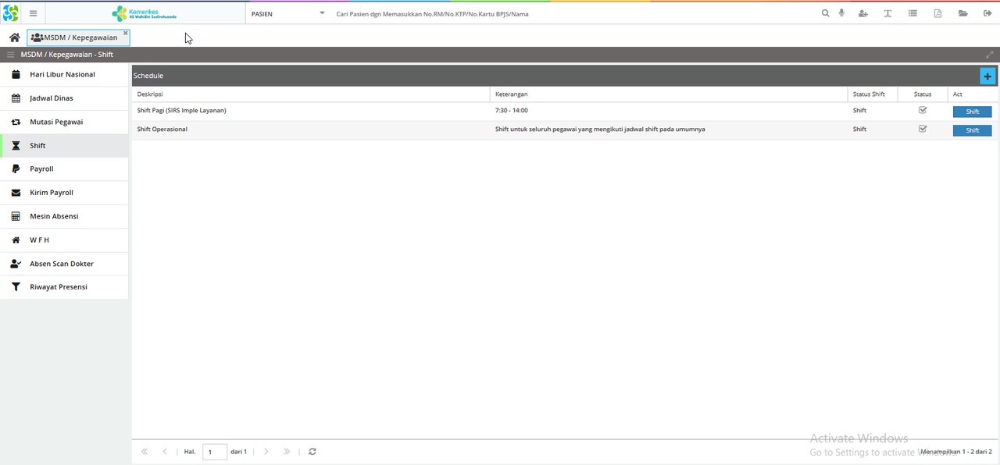 Kemenkes
RS Wahidin Sudirohusodo
PASIEN
Cari Pasien dgn Memasukkan No.RM/No.KTP/No.Kartu BPJS/Nama
MSDM / Kepegawaian
MSDM / Kepegawaian - Shift
Hari Libur Nasional
Jadwal Dinas
Mutasi Pegawai
Shift
Payroll
Kirim Payroll
Mesin Absensi
W F H
Absen Scan Dokter
Riwayat Presensi
Schedule
Deskripsi Keterangan Status Shift Status Act
Shift Pagi (SIRS Imple Layanan) 7:30 - 14:00 Shift Shift
Shift Operasional Shift untuk seluruh pegawai yang mengikuti jadwal shift pada umumnya Shift Shift
Hal. 1 dari 1
Menampilkan 1 - 2 dari 2
Activate Windows
Go to Settings to activate Windows.